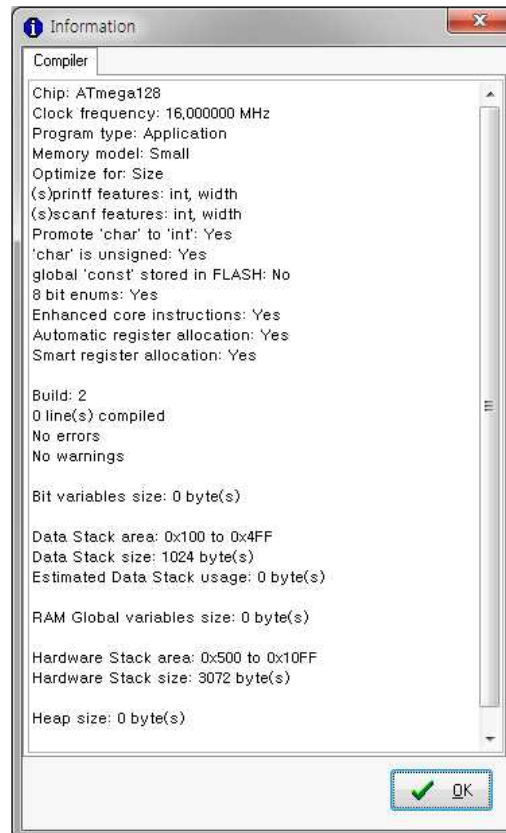 Information
Compiler
Chip: ATmega128
Clock frequency: 16,000000 MHz
Program type: Application
Memory model: Small
Optimize for: Size
(s)printf features: int, width
(s)scanf features: int, width
Promote 'char' to 'int': Yes
'char' is unsigned: Yes
global 'const' stored in FLASH: No
8 bit enums: Yes
Enhanced core instructions: Yes
Automatic register allocation: Yes
Smart register allocation: Yes
Build: 2
0 line(s) compiled
No errors
No warnings
Bit variables size: 0 byte(s)
Data Stack area: 0x100 to 0x4FF
Data Stack size: 1024 byte(s)
Estimated Data Stack usage: 0 byte(s)
RAM Global variables size: 0 byte(s)
Hardware Stack area: 0x500 to 0x10FF
Hardware Stack size: 3072 byte(s)
Heap size: 0 byte(s)
OK